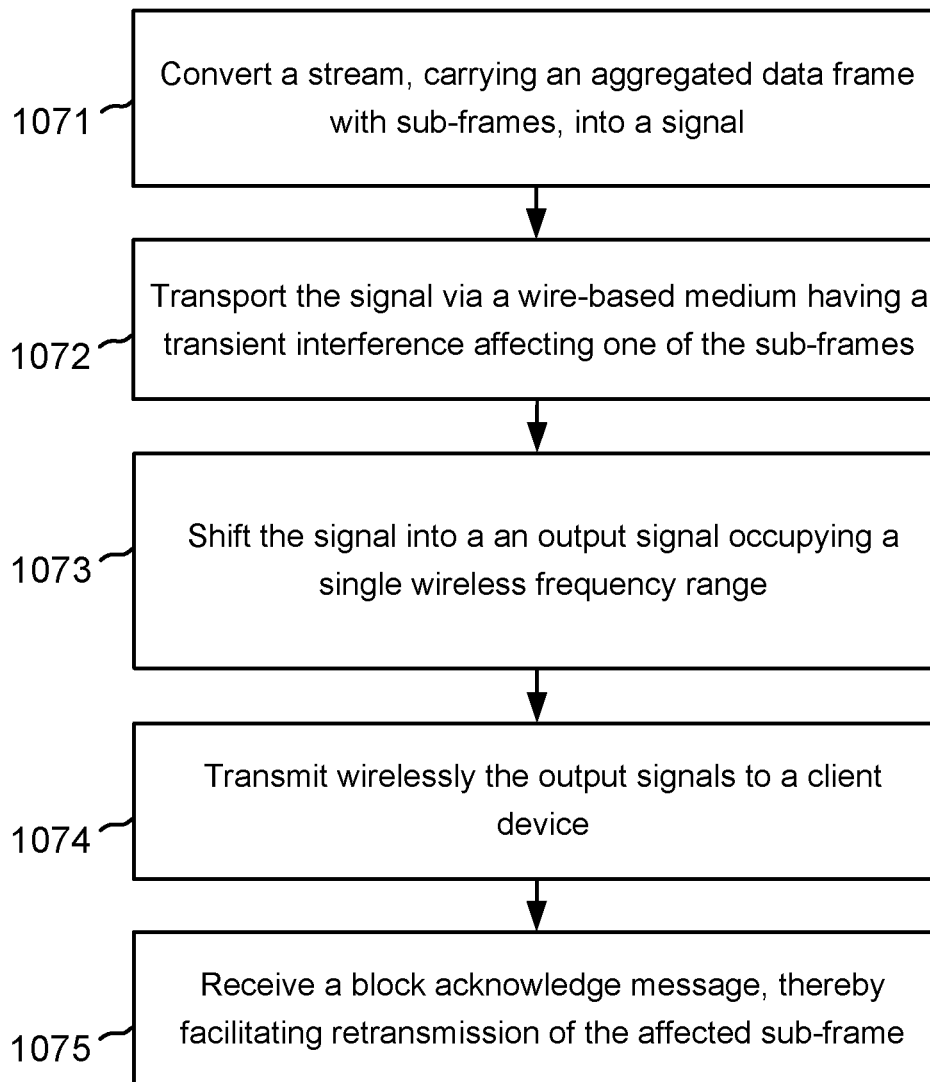 1071
Convert a stream, carrying an aggregated data frame
with sub-frames, into a signal
1072
Transport the signal via a wire-based medium having a
transient interference affecting one of the sub-frames
1073
Shift the signal into a an output signal occupying a
single wireless frequency range
1074
Transmit wirelessly the output signals to a client
device
1075
Receive a block acknowledge message, thereby
facilitating retransmission of the affected sub-frame